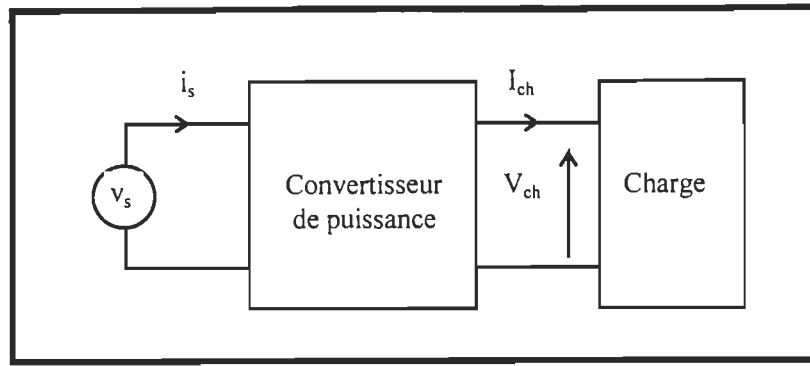 i_s
I_ch
v_s
Convertisseur
de puissance
V_ch
Charge